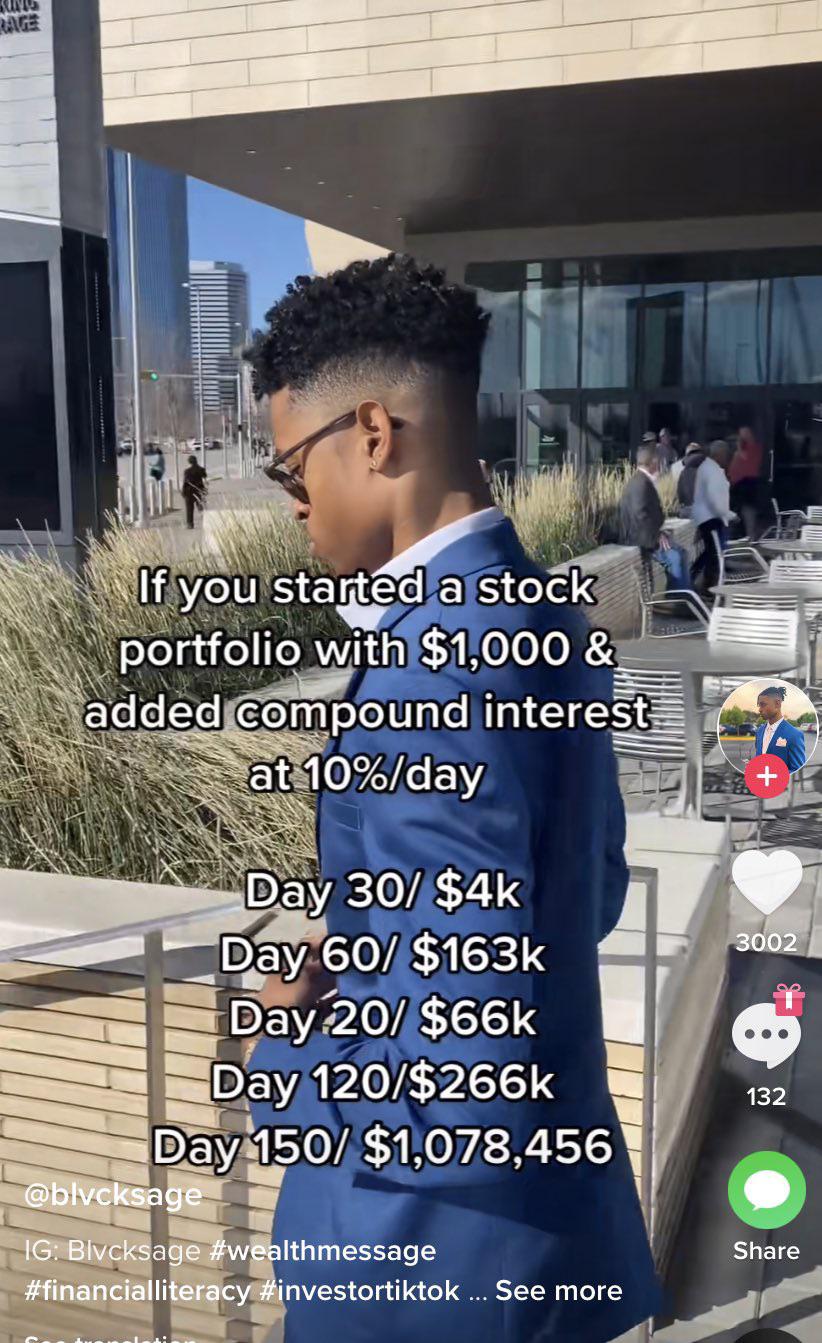 RAGE
If you started a stock
portfolio with $1,000 &
added compound interest
at 10%/day
Day 30/ $4k
Day 60/ $163k
Day 20/ $66k
Day 120/$266k
Day 150/ $1,078,456
3002
132
Share
@blvcksage
IG: Blvcksage #wealthmessage
#financialliteracy #investortiktok ... See more